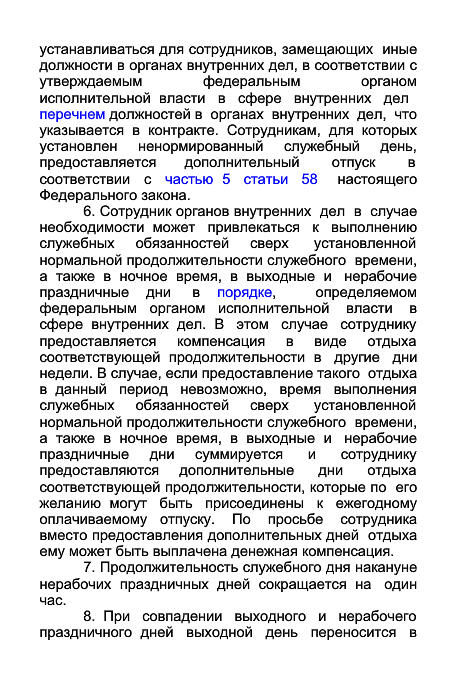 устанавливаться для сотрудников, замещающих иные
должности в органах внутренних дел, в соответствии с
утверждаемым федеральным органом
исполнительной власти в сфере внутренних дел
перечнем должностей в органах внутренних дел, что
указывается в контракте. Сотрудникам, для которых
установлен ненормированный служебный день,
предоставляется дополнительный отпуск в
соответствии с частью 5 статьи 58 настоящего
Федерального закона.
6. Сотрудник органов внутренних дел в случае
необходимости может привлекаться к выполнению
служебных обязанностей сверх установленной
нормальной продолжительности служебного времени,
а также в ночное время, в выходные и нерабочие
праздничные дни в порядке, определяемом
федеральным органом исполнительной власти в
сфере внутренних дел. В этом случае сотруднику
предоставляется компенсация в виде отдыха
соответствующей продолжительности в другие дни
недели. В случае, если предоставление такого отдыха
в данный период невозможно, время выполнения
служебных обязанностей сверх установленной
нормальной продолжительности служебного времени,
а также в ночное время, в выходные и нерабочие
праздничные дни суммируется и сотруднику
предоставляются дополнительные дни отдыха
соответствующей продолжительности, которые по его
желанию могут быть присоединены к ежегодному
оплачиваемому отпуску. По просьбе сотрудника
вместо предоставления дополнительных дней отдыха
ему может быть выплачена денежная компенсация.
7. Продолжительность служебного дня накануне
нерабочих праздничных дней сокращается на один
час.
8. При совпадении выходного и нерабочего
праздничного дней выходной день переносится в